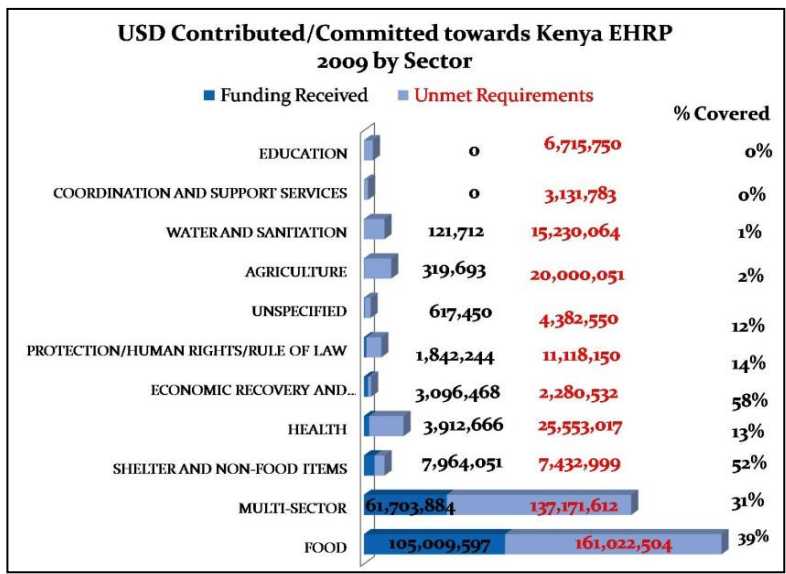 USD Contributed/Committed towards Kenya EHRP
2009 by Sector
Funding Received Unmet Requirements
% Covered
EDUCATION 0 6,715,750 0%
COORDINATION AND SUPPORT SERVICES 0 3,131,783 0%
WATER AND SANITATION 121,712 15,230,064 1%
AGRICULTURE 319,693 20,000,051 2%
UNSPECIFIED 617,450 4,382,550 12%
PROTECTION/HUMAN RIGHTS/RULE OF LAW 1,842,244 11,118,150 14%
ECONOMIC RECOVERY AND... 3,096,468 2,280,532 58%
HEALTH 3,912,666 25,553,017 13%
SHELTER AND NON-FOOD ITEMS 7,964,051 7,432,999 52%
MULTI-SECTOR 61,703,884 137,171,612 31%
FOOD 105,009,597 161,022,504 39%